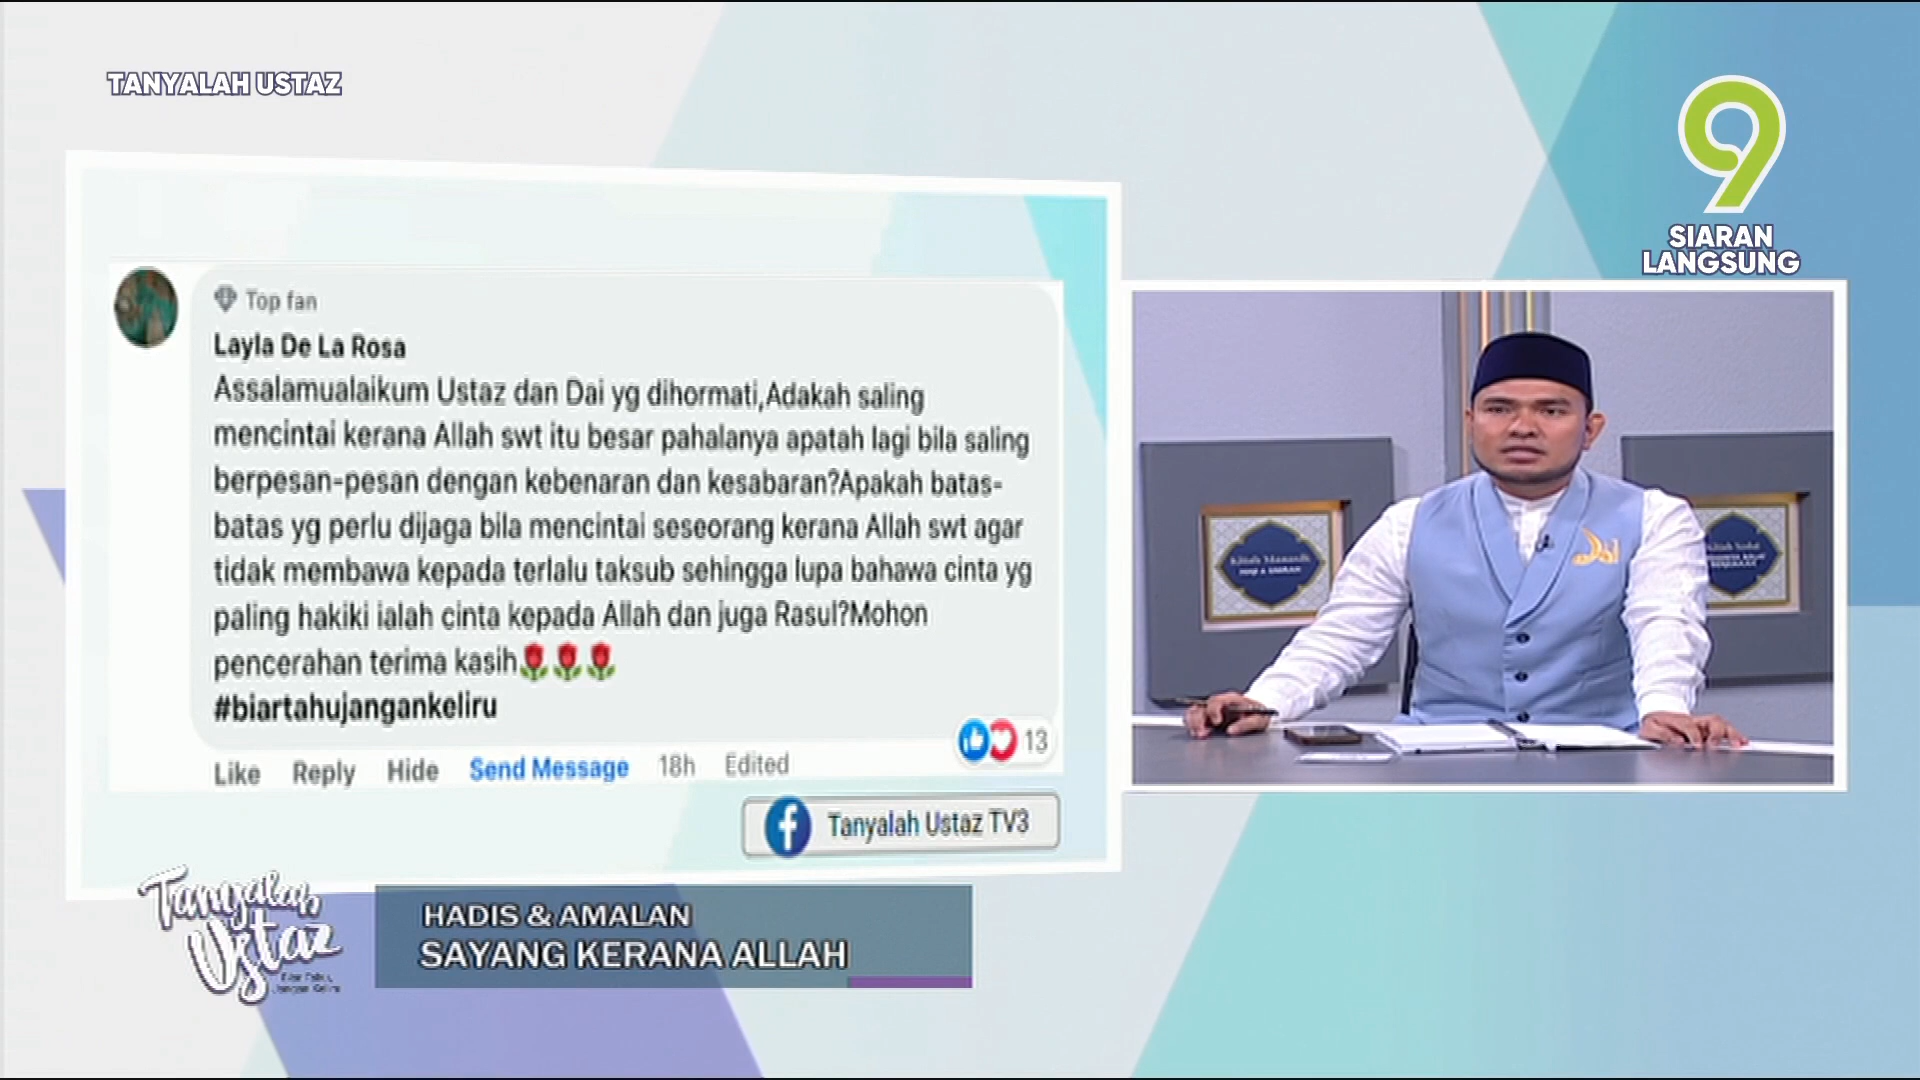 TANYALAH USTAZ
9
SIARAN
LANGSUNG
Top fan
Layla De La Rosa
Assalamualaikum Ustaz dan Dai yg dihormati,Adakah saling
mencintai kerana Allah swt itu besar pahalanya apatah lagi bila saling
berpesan-pesan dengan kebenaran dan kesabaran?Apakah batas-
batas yg perlu dijaga bila mencintai seseorang kerana Allah swt agar
tidak membawa kepada terlalu taksub sehingga lupa bahawa cinta yg
paling hakiki ialah cinta kepada Allah dan juga Rasul?Mohon
pencerahan terima kasih🌹🌹🌹
#biartahujangankeliru
13
Like Reply Hide Send Message 18h Edited
Tanyalah Ustaz TV3
Dai
Tanyalah
Ustaz
Jangan Keliru
HADIS & AMALAN
SAYANG KERANA ALLAH